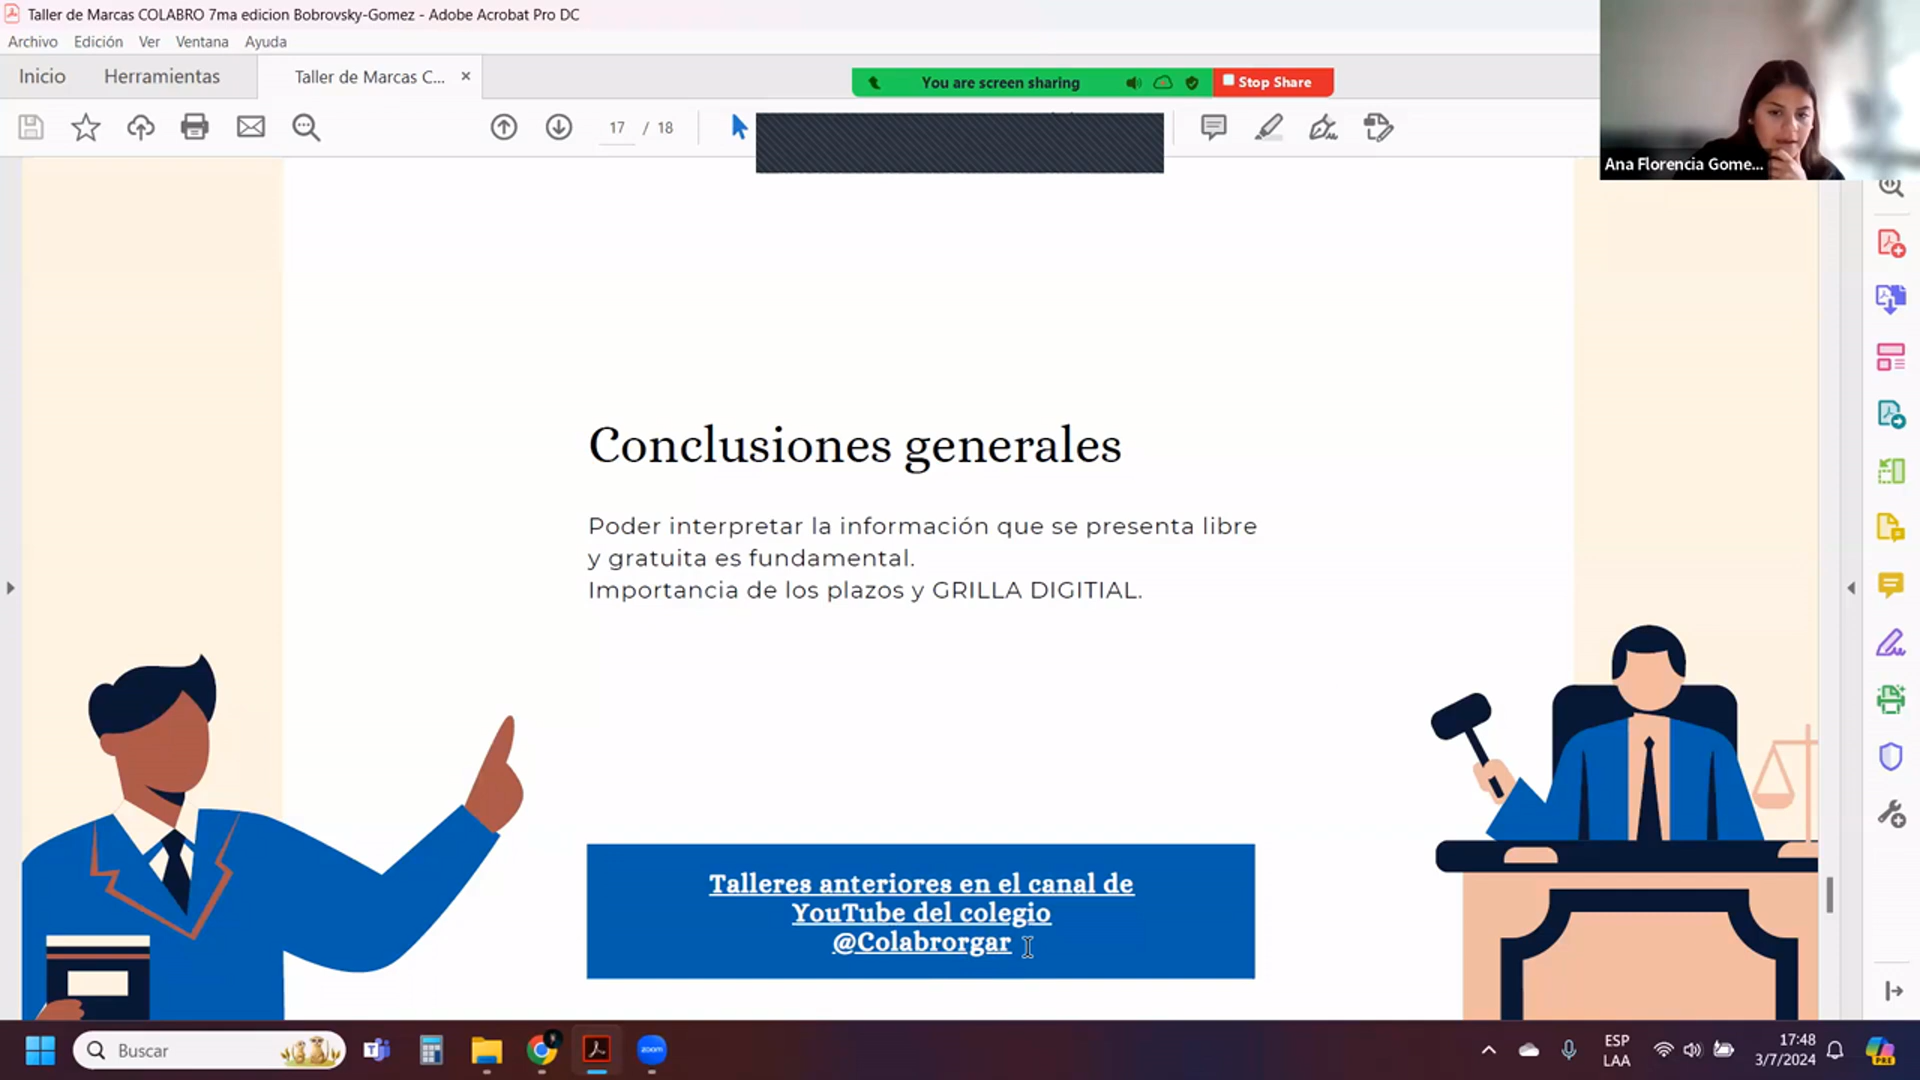 Taller de Marcas COLABRO 7ma edicion Bobrovsky-Gomez - Adobe Acrobat Pro DC
Archivo Edición Ver Ventana Ayuda
Inicio Herramientas Taller de Marcas C... ×
You are screen sharing Stop Share
17 / 18
Ana Florencia Gome...
Conclusiones generales
Poder interpretar la información que se presenta libre
y gratuita es fundamental.
Importancia de los plazos y GRILLA DIGITIAL.
Talleres anteriores en el canal de
YouTube del colegio
@Colabrorgar
Buscar
zoom
ESP
LAA
17:48
3/7/2024
PRE